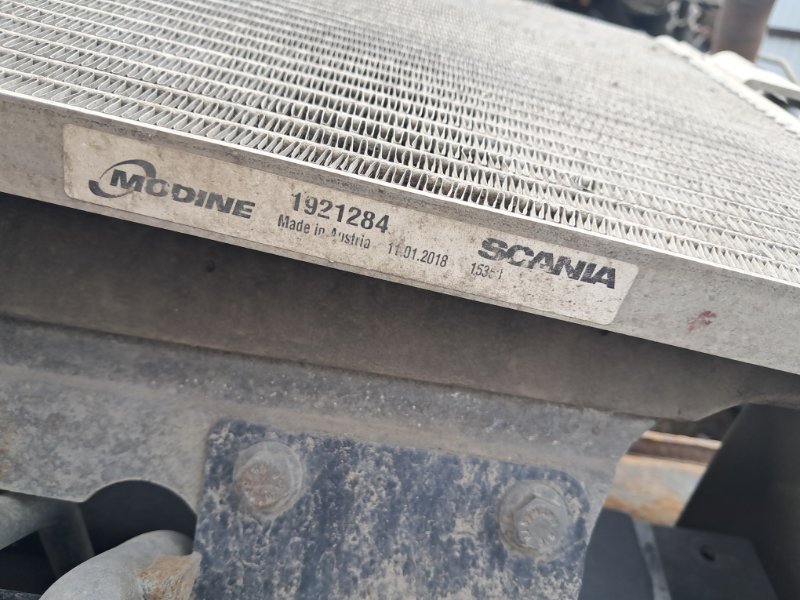 MODINE 1921284 SCANIA
Made in Austria 11.01.2018